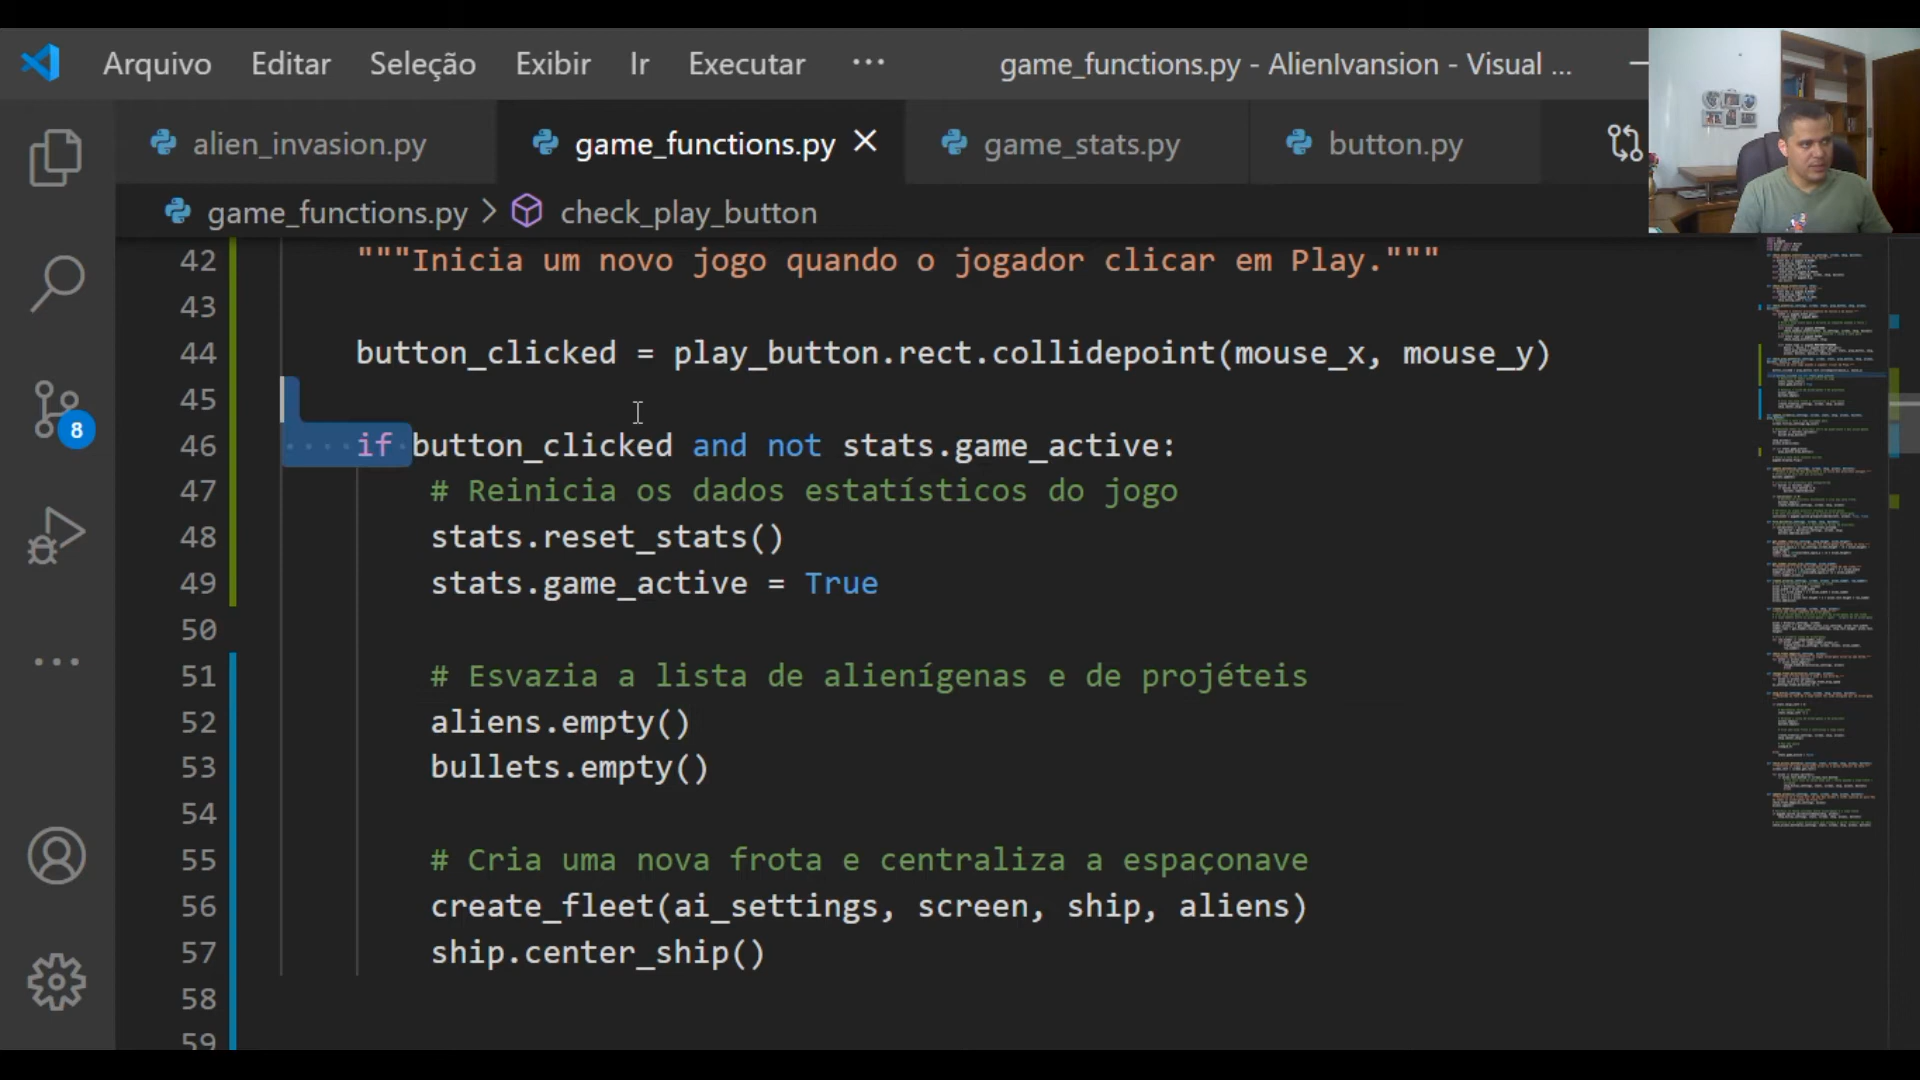 Arquivo Editar Seleção Exibir Ir Executar ··· game_functions.py - AlienIvansion - Visual ...
alien_invasion.py game_functions.py game_stats.py button.py
game_functions.py > check_play_button
42 """Inicia um novo jogo quando o jogador clicar em Play."""
43
44 button_clicked = play_button.rect.collidepoint(mouse_x, mouse_y)
45
46 if button_clicked and not stats.game_active:
47 # Reinicia os dados estatísticos do jogo
48 stats.reset_stats()
49 stats.game_active = True
50
51 # Esvazia a lista de alienígenas e de projéteis
52 aliens.empty()
53 bullets.empty()
54
55 # Cria uma nova frota e centraliza a espaçonave
56 create_fleet(ai_settings, screen, ship, aliens)
57 ship.center_ship()
58
59
8